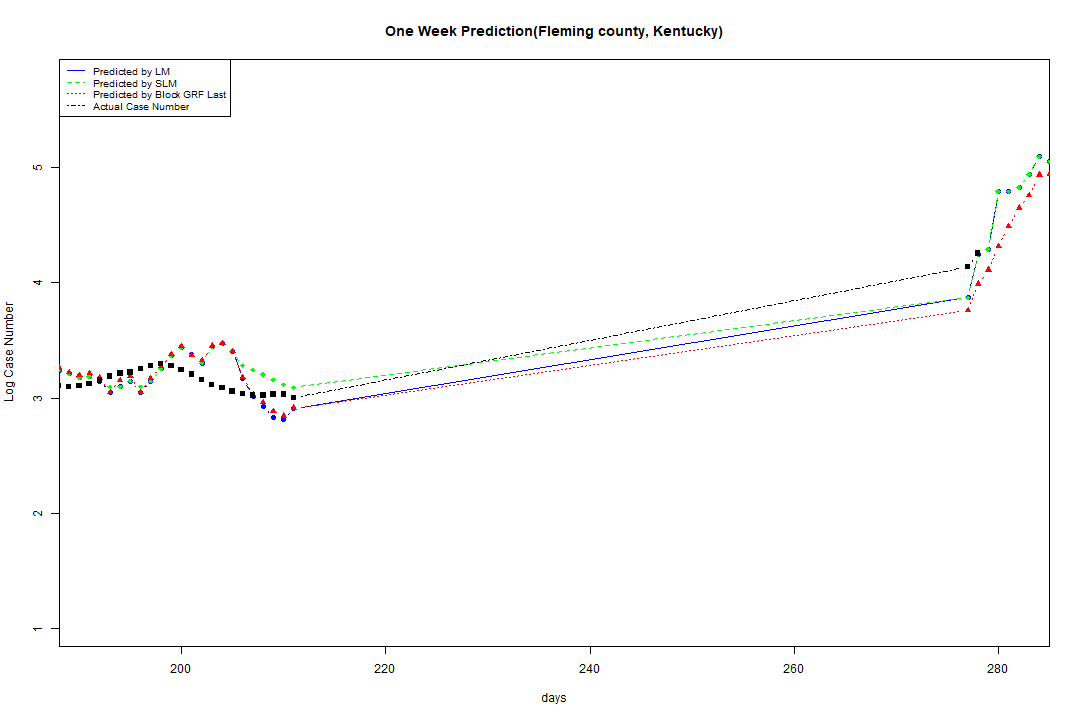 One Week Prediction(Fleming county, Kentucky)
Predicted by LM
Predicted by SLM
Predicted by Block GRF Last
Actual Case Number
5
4
3
2
1
Log Case Number
200 220 240 260 280
days